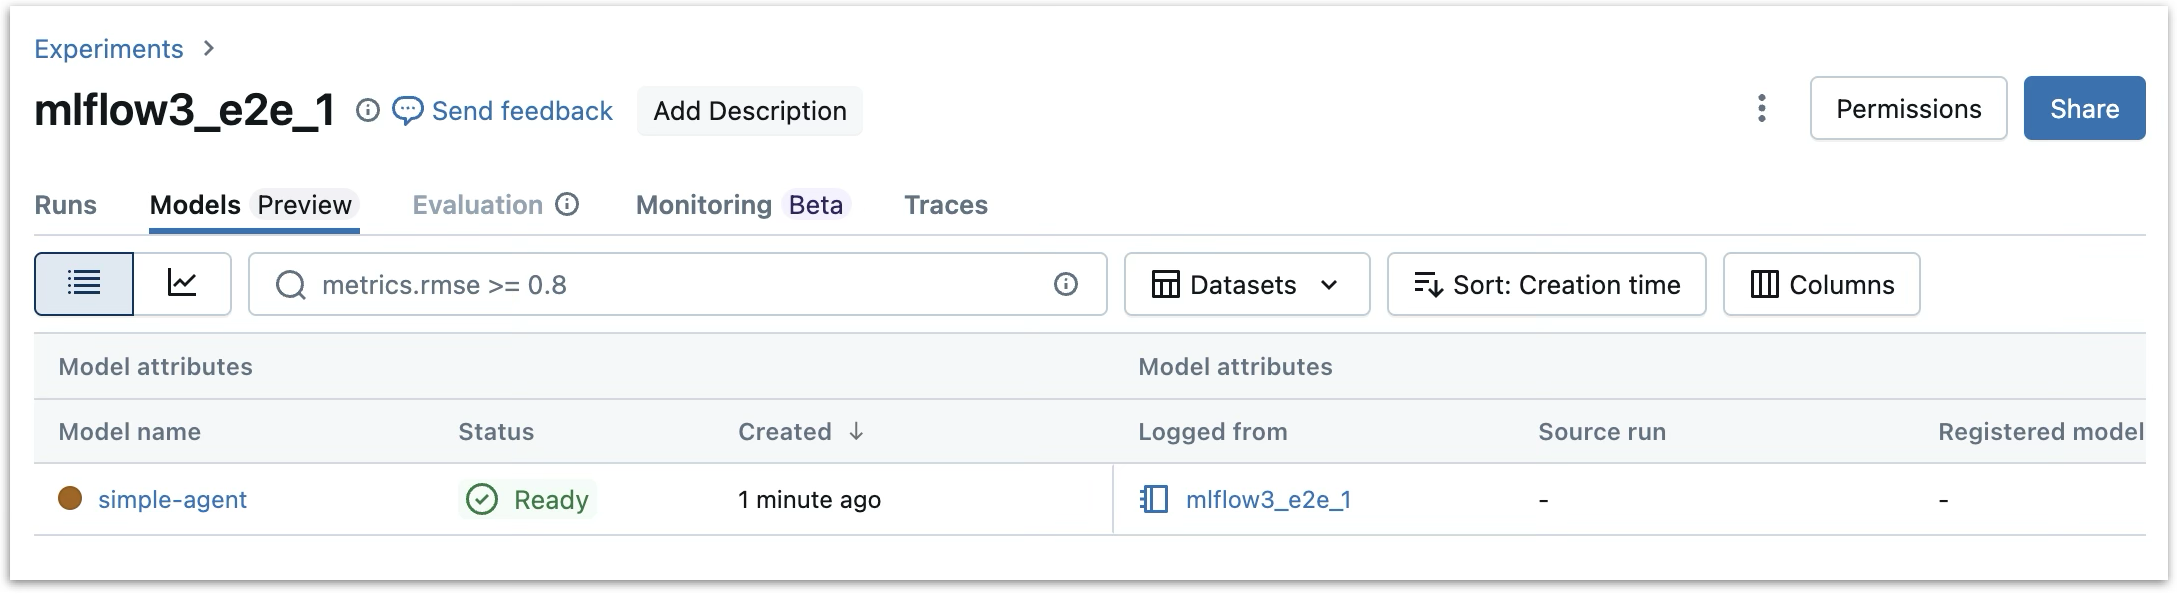 Experiments
mlflow3_e2e_1 Send feedback Add Description Permissions Share
Runs Models Preview Evaluation Monitoring Beta Traces
metrics.rmse >= 0.8 Datasets Sort: Creation time Columns
Model attributes Model attributes
Model name Status Created ↓ Logged from Source run Registered model
simple-agent Ready 1 minute ago mlflow3_e2e_1 - -